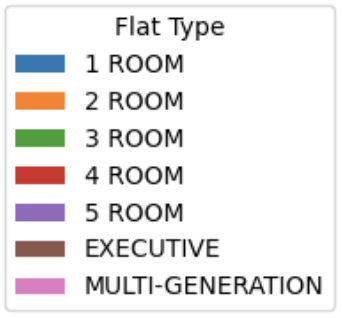 Flat Type
1 ROOM
2 ROOM
3 ROOM
4 ROOM
5 ROOM
EXECUTIVE
MULTI-GENERATION